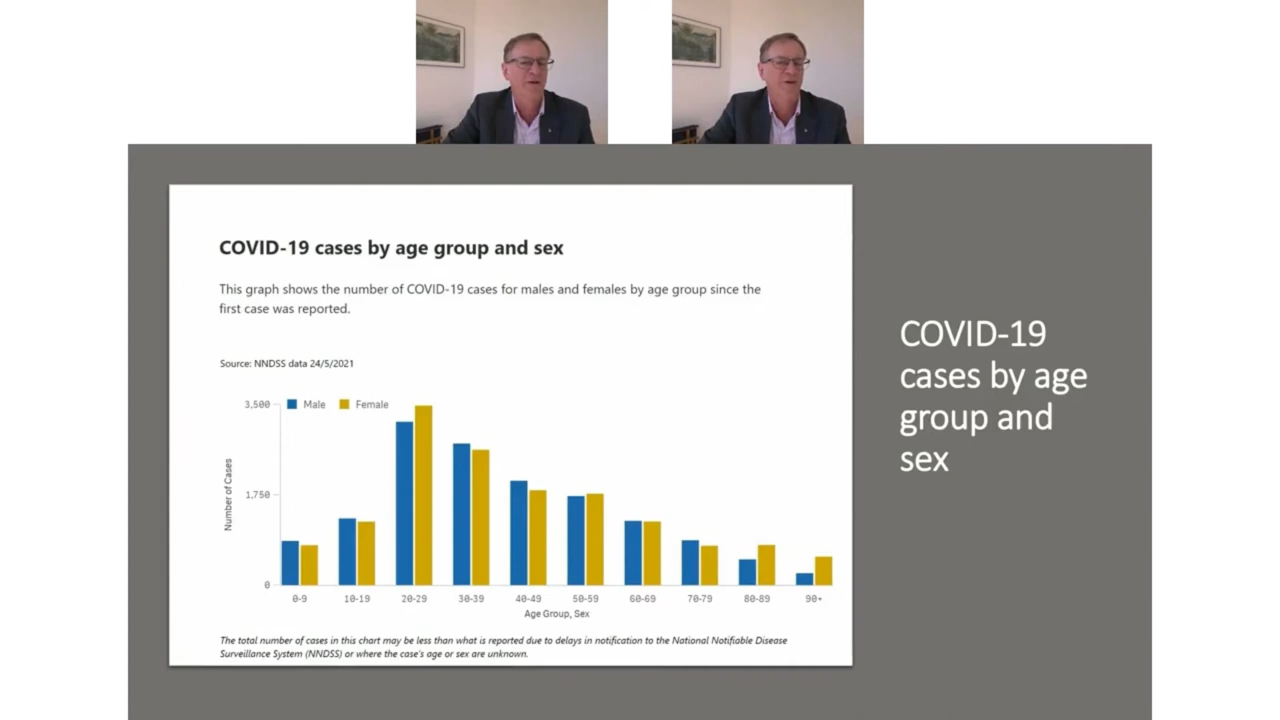 COVID-19 cases by age group and sex
This graph shows the number of COVID-19 cases for males and females by age group since the
first case was reported.
Source: NNDSS data 24/5/2021
3,500
Male
Female
1,750
0
Number of Cases
0-9 10-19 20-29 30-39 40-49 50-59 60-69 70-79 80-89 90+
Age Group, Sex
The total number of cases in this chart may be less than what is reported due to delays in notification to the National Notifiable Disease
Surveillance System (NNDSS) or where the case's age or sex are unknown.
COVID-19
cases by age
group and
sex